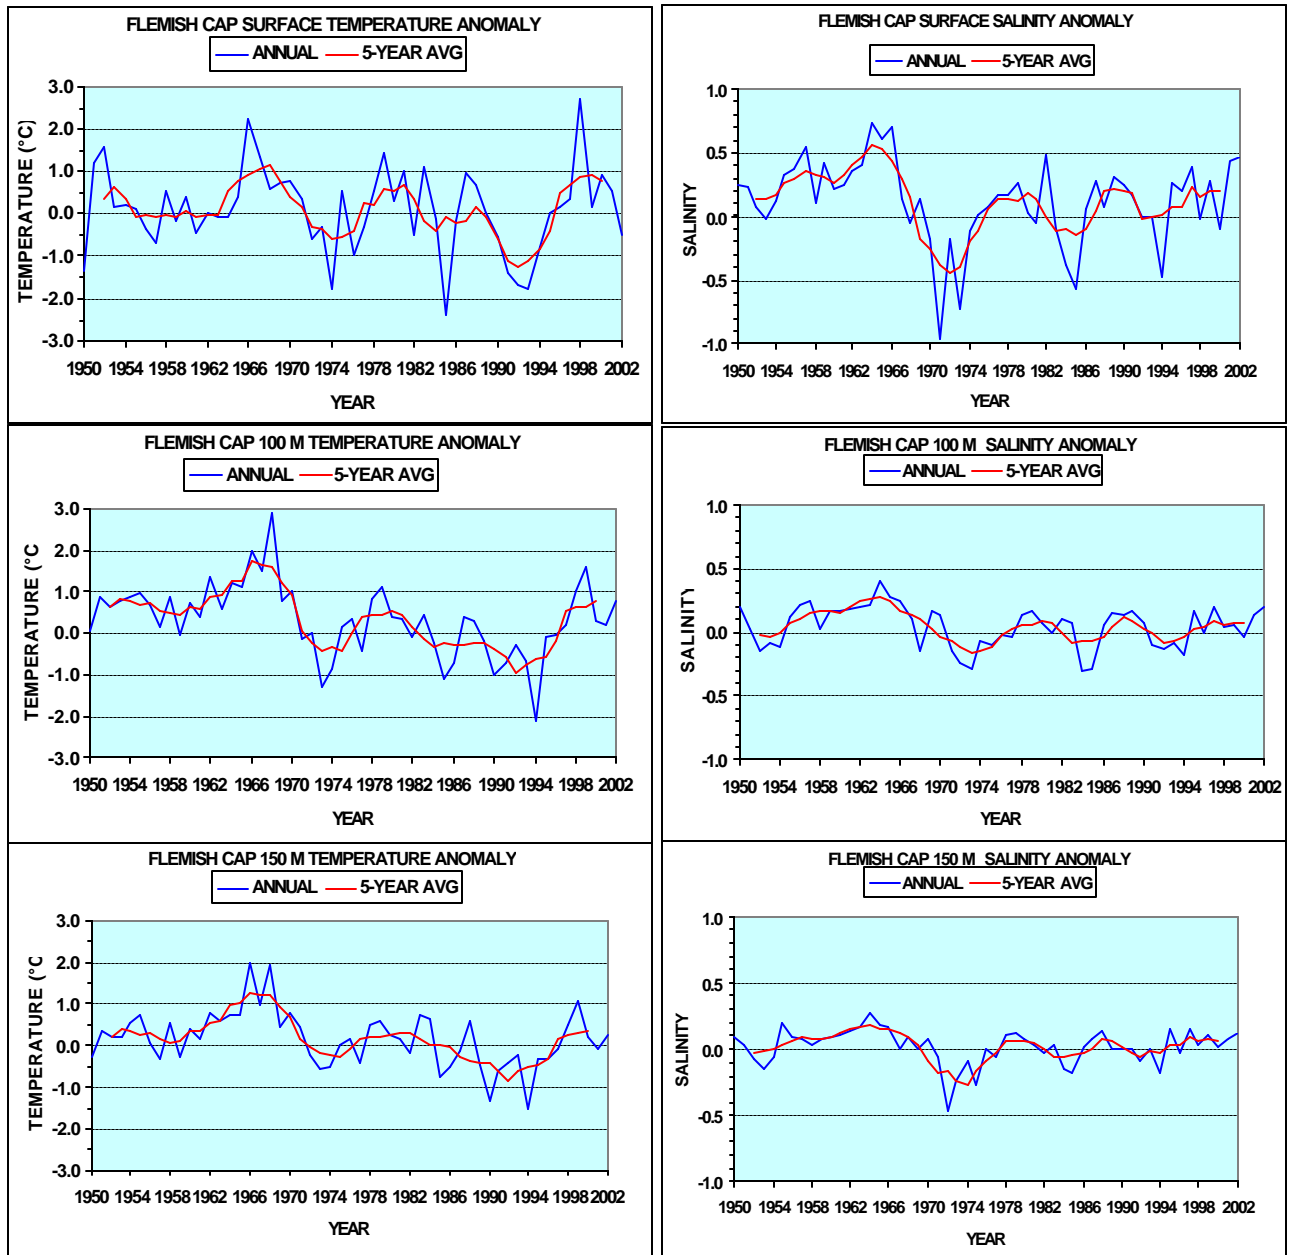 FLEMISH CAP SURFACE TEMPERATURE ANOMALY
ANNUAL 5-YEAR AVG
TEMPERATURE (°C)
3.0
2.0
1.0
0.0
-1.0
-2.0
-3.0
1950 1954 1958 1962 1966 1970 1974 1978 1982 1986 1990 1994 1998 2002
YEAR
FLEMISH CAP SURFACE SALINITY ANOMALY
ANNUAL 5-YEAR AVG
SALINITY
1.0
0.5
0.0
-0.5
-1.0
1950 1954 1958 1962 1966 1970 1974 1978 1982 1986 1990 1994 1998 2002
YEAR
FLEMISH CAP 100 M TEMPERATURE ANOMALY
ANNUAL 5-YEAR AVG
TEMPERATURE (°C
3.0
2.0
1.0
0.0
-1.0
-2.0
-3.0
1950 1954 1958 1962 1966 1970 1974 1978 1982 1986 1990 1994 1998 2002
YEAR
FLEMISH CAP 100 M SALINITY ANOMALY
ANNUAL 5-YEAR AVG
SALINITY
1.0
0.5
0.0
-0.5
-1.0
1950 1954 1958 1962 1966 1970 1974 1978 1982 1986 1990 1994 1998 2002
YEAR
FLEMISH CAP 150 M TEMPERATURE ANOMALY
ANNUAL 5-YEAR AVG
TEMPERATURE (°C
3.0
2.0
1.0
0.0
-1.0
-2.0
-3.0
1950 1954 1958 1962 1966 1970 1974 1978 1982 1986 1990 1994 1998 2002
YEAR
FLEMISH CAP 150 M SALINITY ANOMALY
ANNUAL 5-YEAR AVG
SALINITY
1.0
0.5
0.0
-0.5
-1.0
1950 1954 1958 1962 1966 1970 1974 1978 1982 1986 1990 1994 1998 2002
YEAR